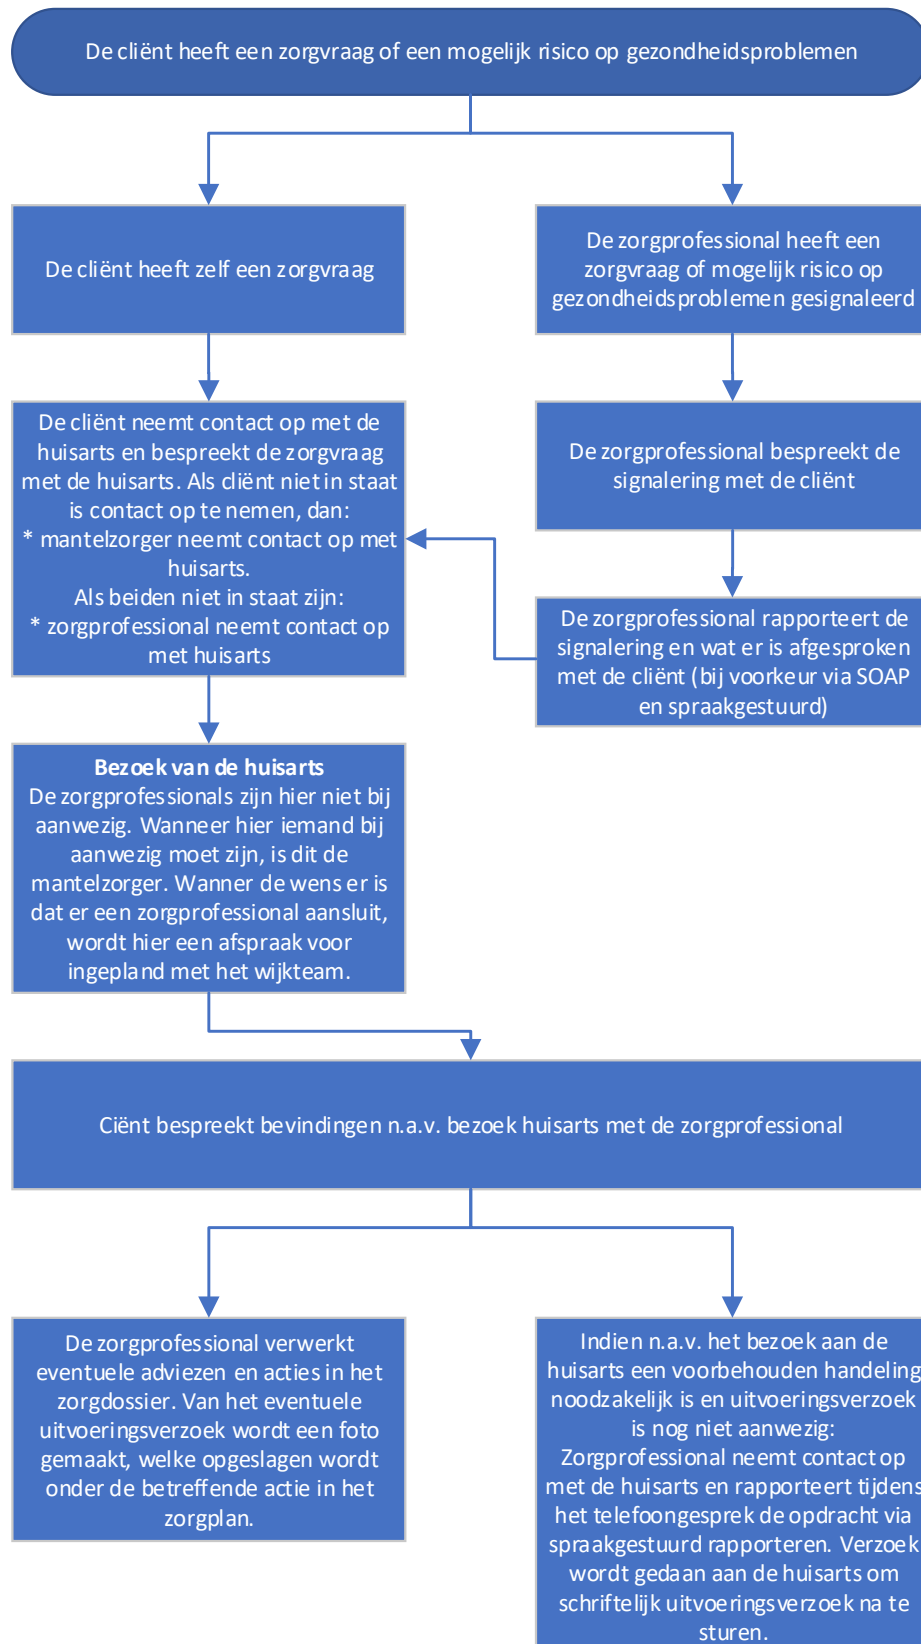 De cliënt heeft een zorgvraag of een mogelijk risico op gezondheidsproblemen
De cliënt heeft zelf een zorgvraag
De zorgprofessional heeft een
zorgvraag of mogelijk risico op
gezondheidsproblemen gesignaleerd
De cliënt neemt contact op met de
huisarts en bespreekt de zorgvraag
met de huisarts. Als cliënt niet in staat
is contact op te nemen, dan:
* mantelzorger neemt contact op met
huisarts.
Als beiden niet in staat zijn:
* zorgprofessional neemt contact op
met huisarts
De zorgprofessional bespreekt de
signalering met de cliënt
De zorgprofessional rapporteert de
signalering en wat er is afgesproken
met de cliënt (bij voorkeur via SOAP
en spraakgestuurd)
Bezoek van de huisarts
De zorgprofessionals zijn hier niet bij
aanwezig. Wanneer hier iemand bij
aanwezig moet zijn, is dit de
mantelzorger. Wanner de wens er is
dat er een zorgprofessional aansluit,
wordt hier een afspraak voor
ingepland met het wijkteam.
Ciënt bespreekt bevindingen n.a.v. bezoek huisarts met de zorgprofessional
De zorgprofessional verwerkt
eventuele adviezen en acties in het
zorgdossier. Van het eventuele
uitvoeringsverzoek wordt een foto
gemaakt, welke opgeslagen wordt
onder de betreffende actie in het
zorgplan.
Indien n.a.v. het bezoek aan de
huisarts een voorbehouden handeling
noodzakelijk is en uitvoeringsverzoek
is nog niet aanwezig:
Zorgprofessional neemt contact op
met de huisarts en rapporteert tijdens
het telefoongesprek de opdracht via
spraakgestuurd rapporteren. Verzoek
wordt gedaan aan de huisarts om
schriftelijk uitvoeringsverzoek na te
sturen.